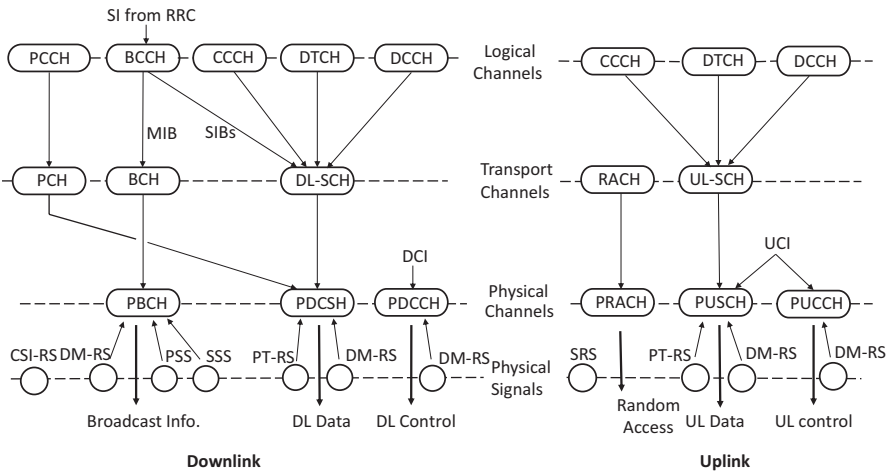 SI from RRC
PCCH BCCH CCCH DTCH DCCH
Logical
Channels
CCCH DTCH DCCH
MIB SIBs
PCH BCH DL-SCH
Transport
Channels
RACH UL-SCH
DCI
UCI
PBCH PDCSH PDCCH
Physical
Channels
PRACH PUSCH PUCCH
CSI-RS DM-RS PSS SSS PT-RS DM-RS DM-RS
Physical
Signals
SRS PT-RS DM-RS DM-RS
Broadcast Info. DL Data DL Control
Random
Access
UL Data UL control
Downlink
Uplink